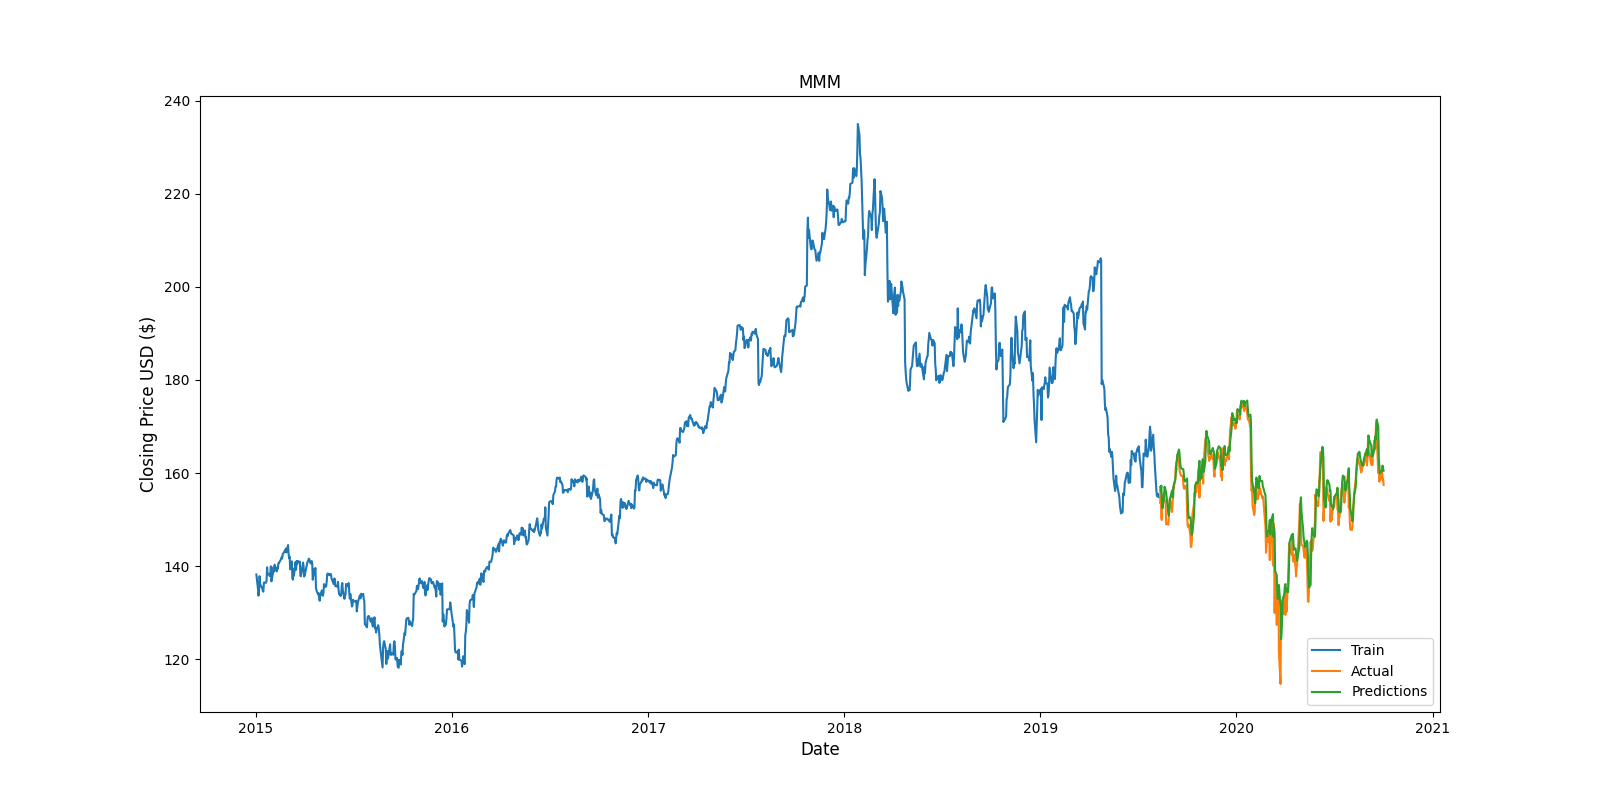 MMM
240
220
200
180
160
140
120
Closing Price USD ($)
2015 2016 2017 2018 2019 2020 2021
Date
Train
Actual
Predictions